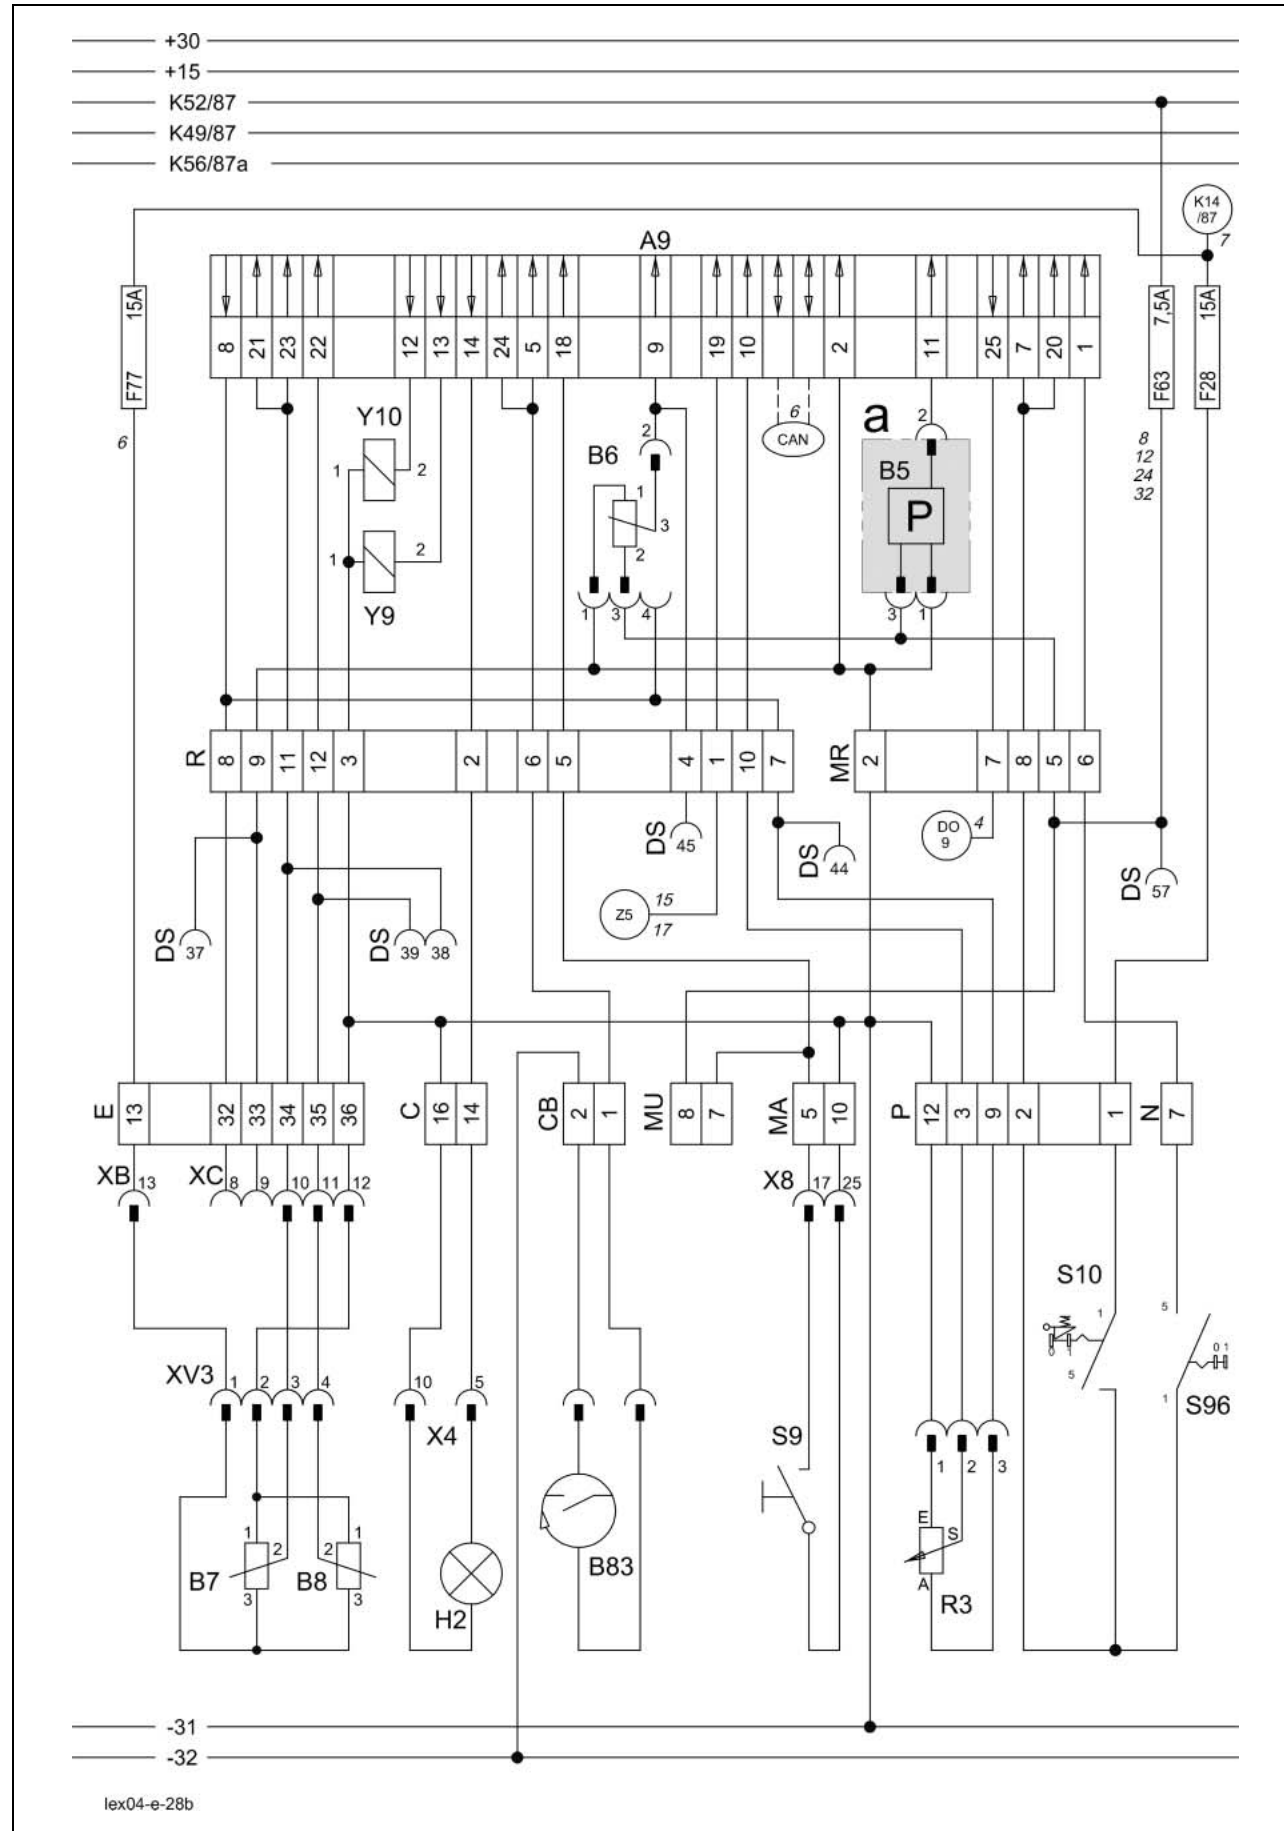 +30
+15
K52/87
K49/87
K56/87a
K14
/87
7
A9
15A
F77
6
7,5A
F63
15A
F28
8 21 23 22 12 13 14 24 5 18 9 19 10 2 11 25 7 20 1
Y10
1 2
Y9
1 2
B6
2
1
3
2
1 3 4
6
CAN
a
2
B5
P
3 1
8
12
24
32
R
8 9 11 12 3 2 6 5 4 1 10 7
MR
2 7 8 5 6
DS
45
DS
44
DO
9
4
DS
57
Z5
15
17
DS
37
DS
39 38
E
13 32 33 34 35 36
C
16 14
CB
2 1
MU
8 7
MA
5 10
P
12 3 9 2 1
N
7
XB
13
XC
8 9 10 11 12
X8
17 25
S10
1
0 1
5
5
0 1
1
S96
XV3
1 2 3 4
10 5
X4
S9
1 2 3
E
S
A
R3
B7
1
2
3
B8
1
2
3
H2
B83
-31
-32
lex04-e-28b